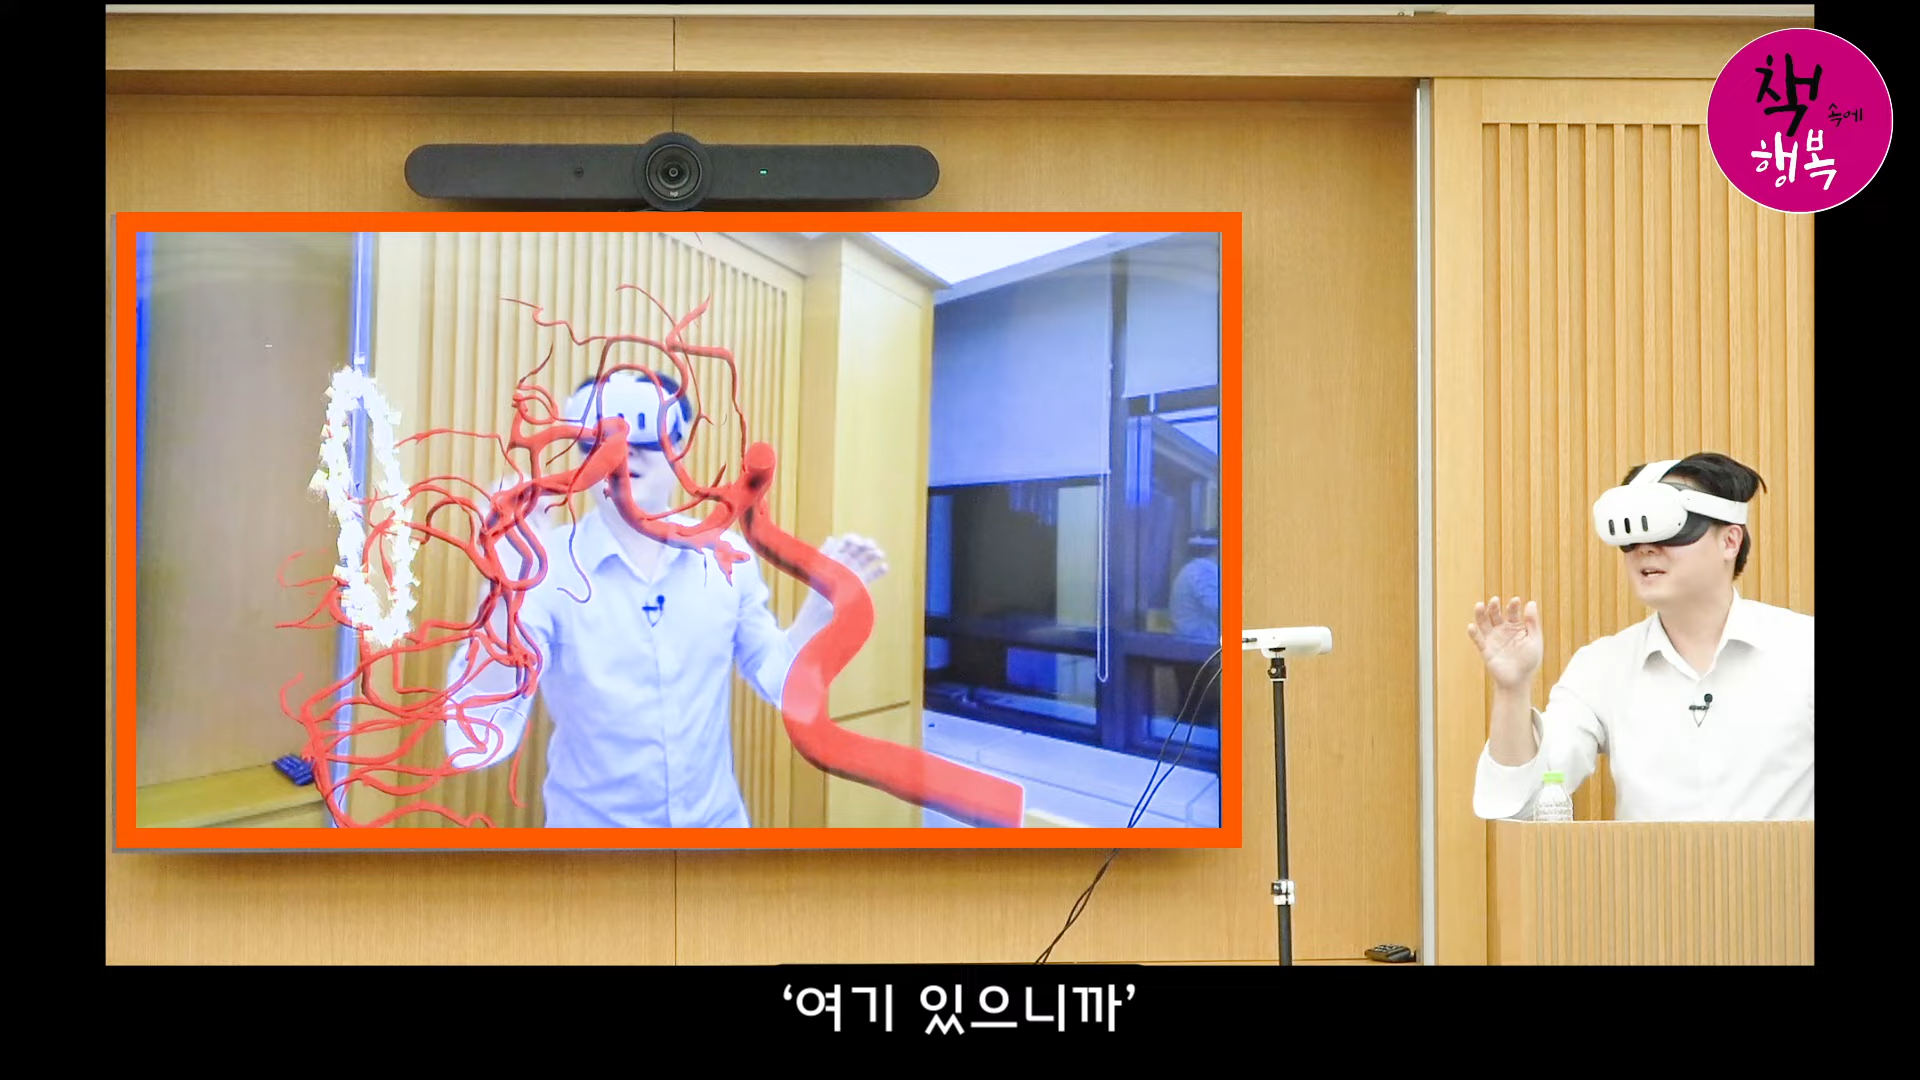 책
속에
행복
‘여기 있으니까’